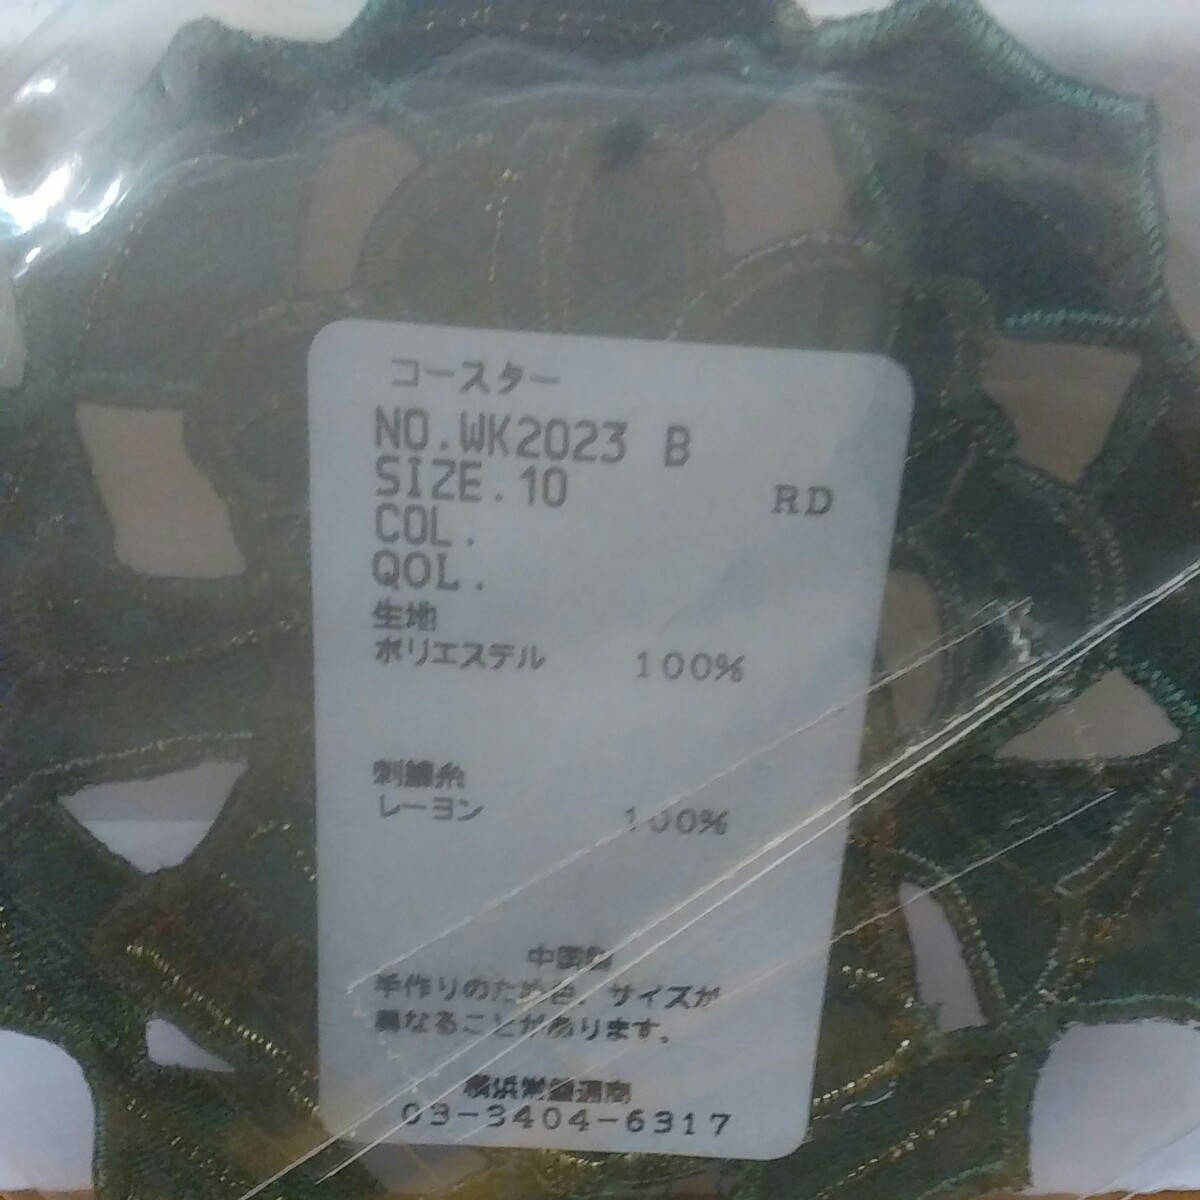 コースター
NO.WK2023 B
SIZE.10 RD
COL.
QOL.
生地
ポリエステル 100%
刺繍糸
レーヨン 100%
中国製
手作りのため色、サイズが
異なることがあります。
横浜常盤通商
03-3404-6317